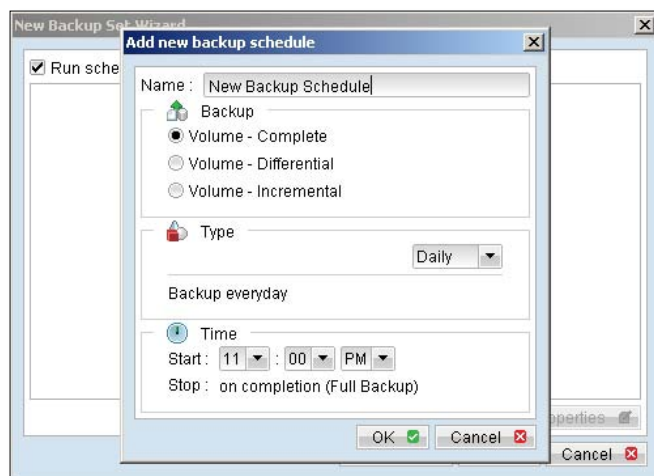 New Backup Set Wizard
Add new backup schedule
Run sche
Name : New Backup Schedule
Backup
Volume - Complete
Volume - Differential
Volume - Incremental
Type
Daily
Backup everyday
Time
Start : 11 : 00 PM
Stop : on completion (Full Backup)
operties
OK Cancel
Cancel